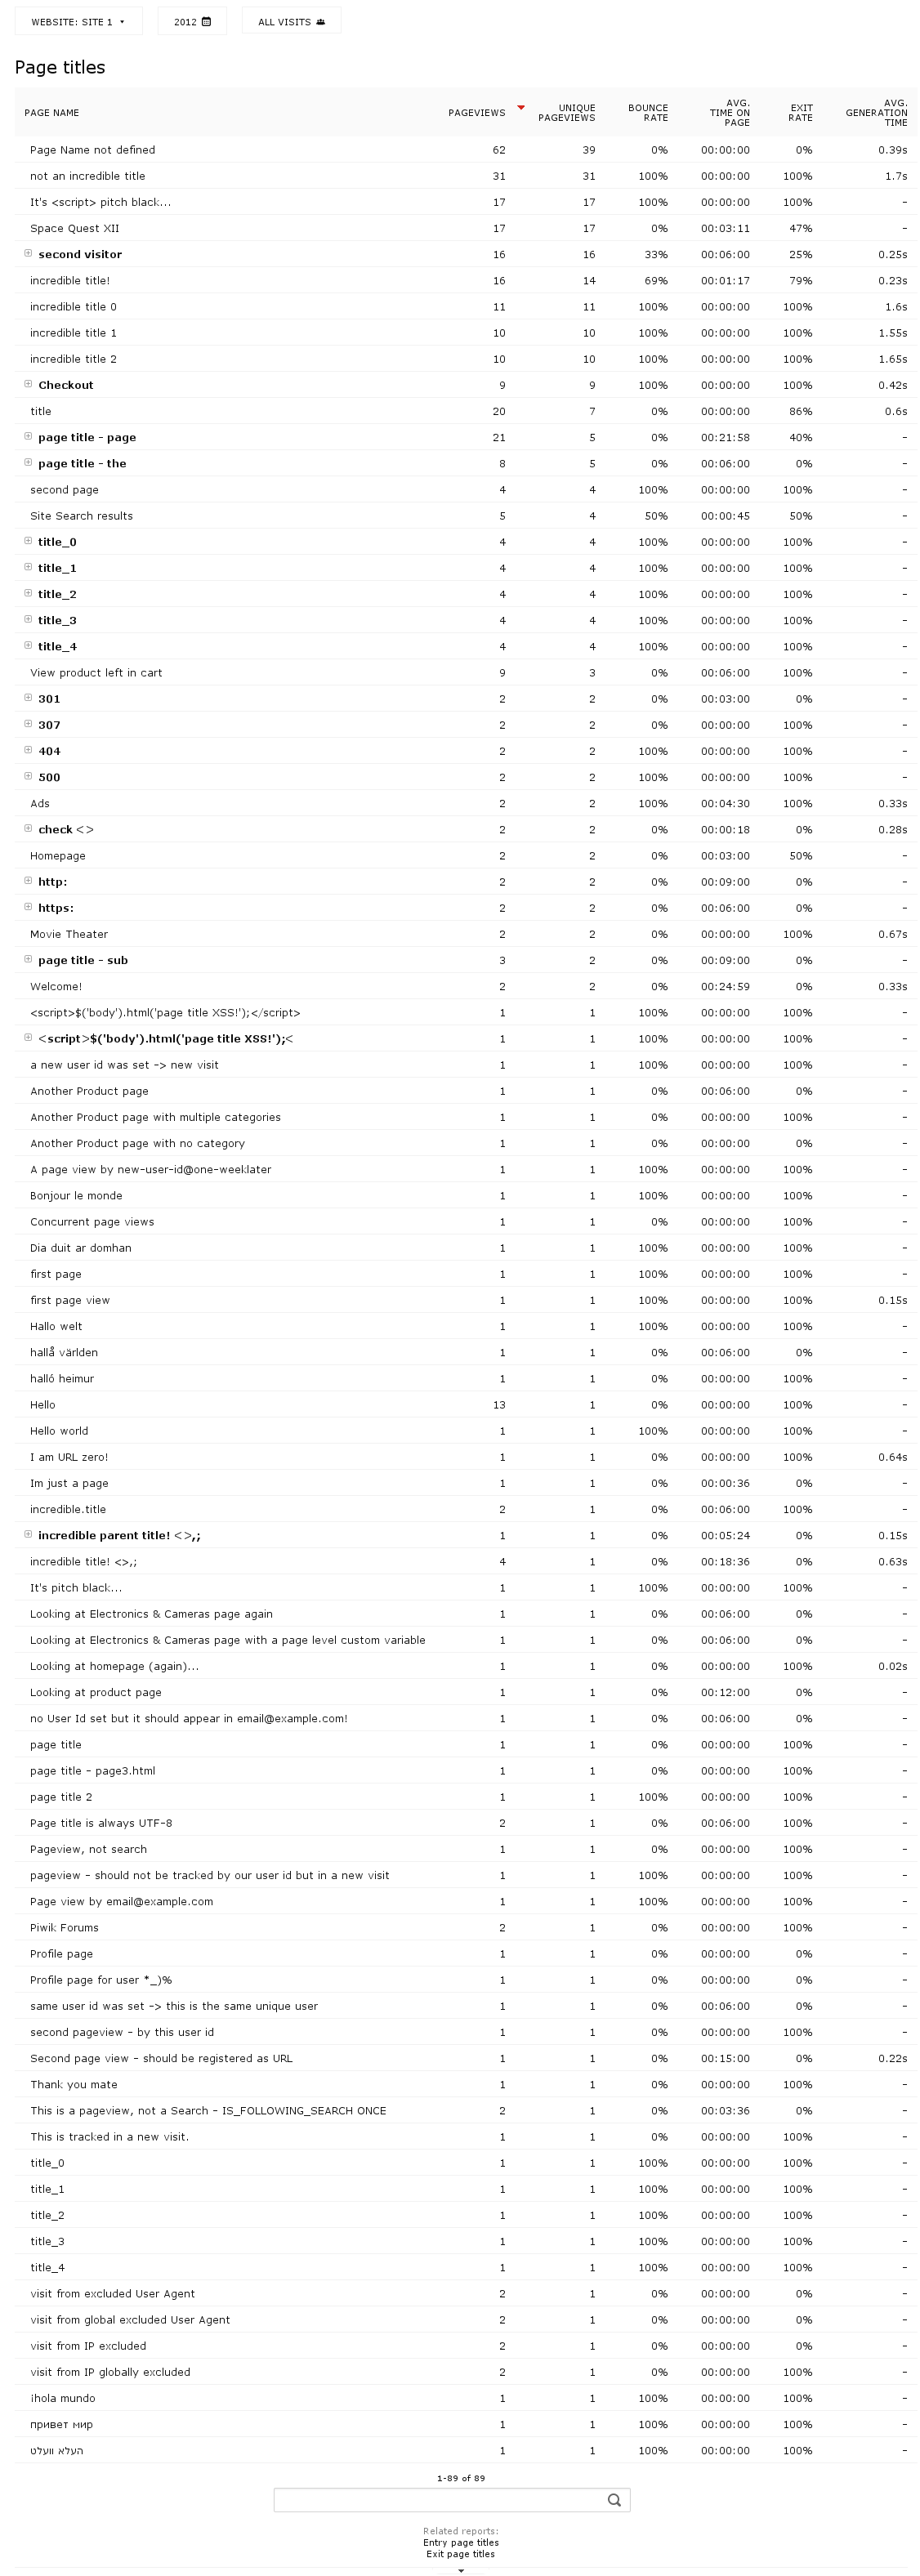 WEBSITE: SITE 1 2012 ALL VISITS
Page titles
PAGE NAME PAGEVIEWS UNIQUE PAGEVIEWS BOUNCE RATE AVG. TIME ON PAGE EXIT RATE AVG. GENERATION TIME
Page Name not defined 62 39 0% 00:00:00 0% 0.39s
not an incredible title 31 31 100% 00:00:00 100% 1.7s
It's <script> pitch black... 17 17 100% 00:00:00 100% -
Space Quest XII 17 17 0% 00:03:11 47% -
second visitor 16 16 33% 00:06:00 25% 0.25s
incredible title! 16 14 69% 00:01:17 79% 0.23s
incredible title 0 11 11 100% 00:00:00 100% 1.6s
incredible title 1 10 10 100% 00:00:00 100% 1.55s
incredible title 2 10 10 100% 00:00:00 100% 1.65s
Checkout 9 9 100% 00:00:00 100% 0.42s
title 20 7 0% 00:00:00 86% 0.6s
page title - page 21 5 0% 00:21:58 40% -
page title - the 8 5 0% 00:06:00 0% -
second page 4 4 100% 00:00:00 100% -
Site Search results 5 4 50% 00:00:45 50% -
title_0 4 4 100% 00:00:00 100% -
title_1 4 4 100% 00:00:00 100% -
title_2 4 4 100% 00:00:00 100% -
title_3 4 4 100% 00:00:00 100% -
title_4 4 4 100% 00:00:00 100% -
View product left in cart 9 3 0% 00:06:00 100% -
301 2 2 0% 00:03:00 0% -
307 2 2 0% 00:00:00 100% -
404 2 2 100% 00:00:00 100% -
500 2 2 100% 00:00:00 100% -
Ads 2 2 100% 00:04:30 100% 0.33s
check <> 2 2 0% 00:00:18 0% 0.28s
Homepage 2 2 0% 00:03:00 50% -
http: 2 2 0% 00:09:00 0% -
https: 2 2 0% 00:06:00 0% -
Movie Theater 2 2 0% 00:00:00 100% 0.67s
page title - sub 3 2 0% 00:09:00 0% -
Welcome! 2 2 0% 00:24:59 0% 0.33s
<script>$('body').html('page title XSS!');</script> 1 1 100% 00:00:00 100% -
<script>$('body').html('page title XSS!');< 1 1 100% 00:00:00 100% -
a new user id was set -> new visit 1 1 100% 00:00:00 100% -
Another Product page 1 1 0% 00:06:00 0% -
Another Product page with multiple categories 1 1 0% 00:00:00 100% -
Another Product page with no category 1 1 0% 00:00:00 0% -
A page view by new-user-id@one-weeklater 1 1 100% 00:00:00 100% -
Bonjour le monde 1 1 100% 00:00:00 100% -
Concurrent page views 1 1 0% 00:00:00 100% -
Dia duit ar domhan 1 1 100% 00:00:00 100% -
first page 1 1 100% 00:00:00 100% -
first page view 1 1 100% 00:00:00 100% 0.15s
Hallo welt 1 1 100% 00:00:00 100% -
hallå världen 1 1 0% 00:06:00 0% -
halló heimur 1 1 0% 00:00:00 100% -
Hello 13 1 0% 00:00:00 100% -
Hello world 1 1 100% 00:00:00 100% -
I am URL zero! 1 1 0% 00:00:00 100% 0.64s
Im just a page 1 1 0% 00:00:36 0% -
incredible.title 2 1 0% 00:06:00 100% -
incredible parent title! <>,; 1 1 0% 00:05:24 0% 0.15s
incredible title! <>,; 4 1 0% 00:18:36 0% 0.63s
It's pitch black... 1 1 100% 00:00:00 100% -
Looking at Electronics & Cameras page again 1 1 0% 00:06:00 0% -
Looking at Electronics & Cameras page with a page level custom variable 1 1 0% 00:06:00 0% -
Looking at homepage (again)... 1 1 0% 00:00:00 100% 0.02s
Looking at product page 1 1 0% 00:12:00 0% -
no User Id set but it should appear in email@example.com! 1 1 0% 00:06:00 0% -
page title 1 1 0% 00:00:00 100% -
page title - page3.html 1 1 0% 00:00:00 100% -
page title 2 1 1 100% 00:00:00 100% -
Page title is always UTF-8 2 1 0% 00:06:00 100% -
Pageview, not search 1 1 0% 00:00:00 100% -
pageview - should not be tracked by our user id but in a new visit 1 1 100% 00:00:00 100% -
Page view by email@example.com 1 1 100% 00:00:00 100% -
Piwik Forums 2 1 0% 00:00:00 100% -
Profile page 1 1 0% 00:00:00 0% -
Profile page for user *_)% 1 1 0% 00:00:00 0% -
same user id was set -> this is the same unique user 1 1 0% 00:06:00 0% -
second pageview - by this user id 1 1 0% 00:00:00 100% -
Second page view - should be registered as URL 1 1 0% 00:15:00 0% 0.22s
Thank you mate 1 1 0% 00:00:00 100% -
This is a pageview, not a Search - IS_FOLLOWING_SEARCH ONCE 2 1 0% 00:03:36 0% -
This is tracked in a new visit. 1 1 0% 00:00:00 100% -
title_0 1 1 100% 00:00:00 100% -
title_1 1 1 100% 00:00:00 100% -
title_2 1 1 100% 00:00:00 100% -
title_3 1 1 100% 00:00:00 100% -
title_4 1 1 100% 00:00:00 100% -
visit from excluded User Agent 2 1 0% 00:00:00 0% -
visit from global excluded User Agent 2 1 0% 00:00:00 0% -
visit from IP excluded 2 1 0% 00:00:00 0% -
visit from IP globally excluded 2 1 0% 00:00:00 100% -
¡hola mundo 1 1 100% 00:00:00 100% -
привет мир 1 1 100% 00:00:00 100% -
העלא וועלט 1 1 100% 00:00:00 100% -
1-89 of 89
Related reports:
Entry page titles
Exit page titles